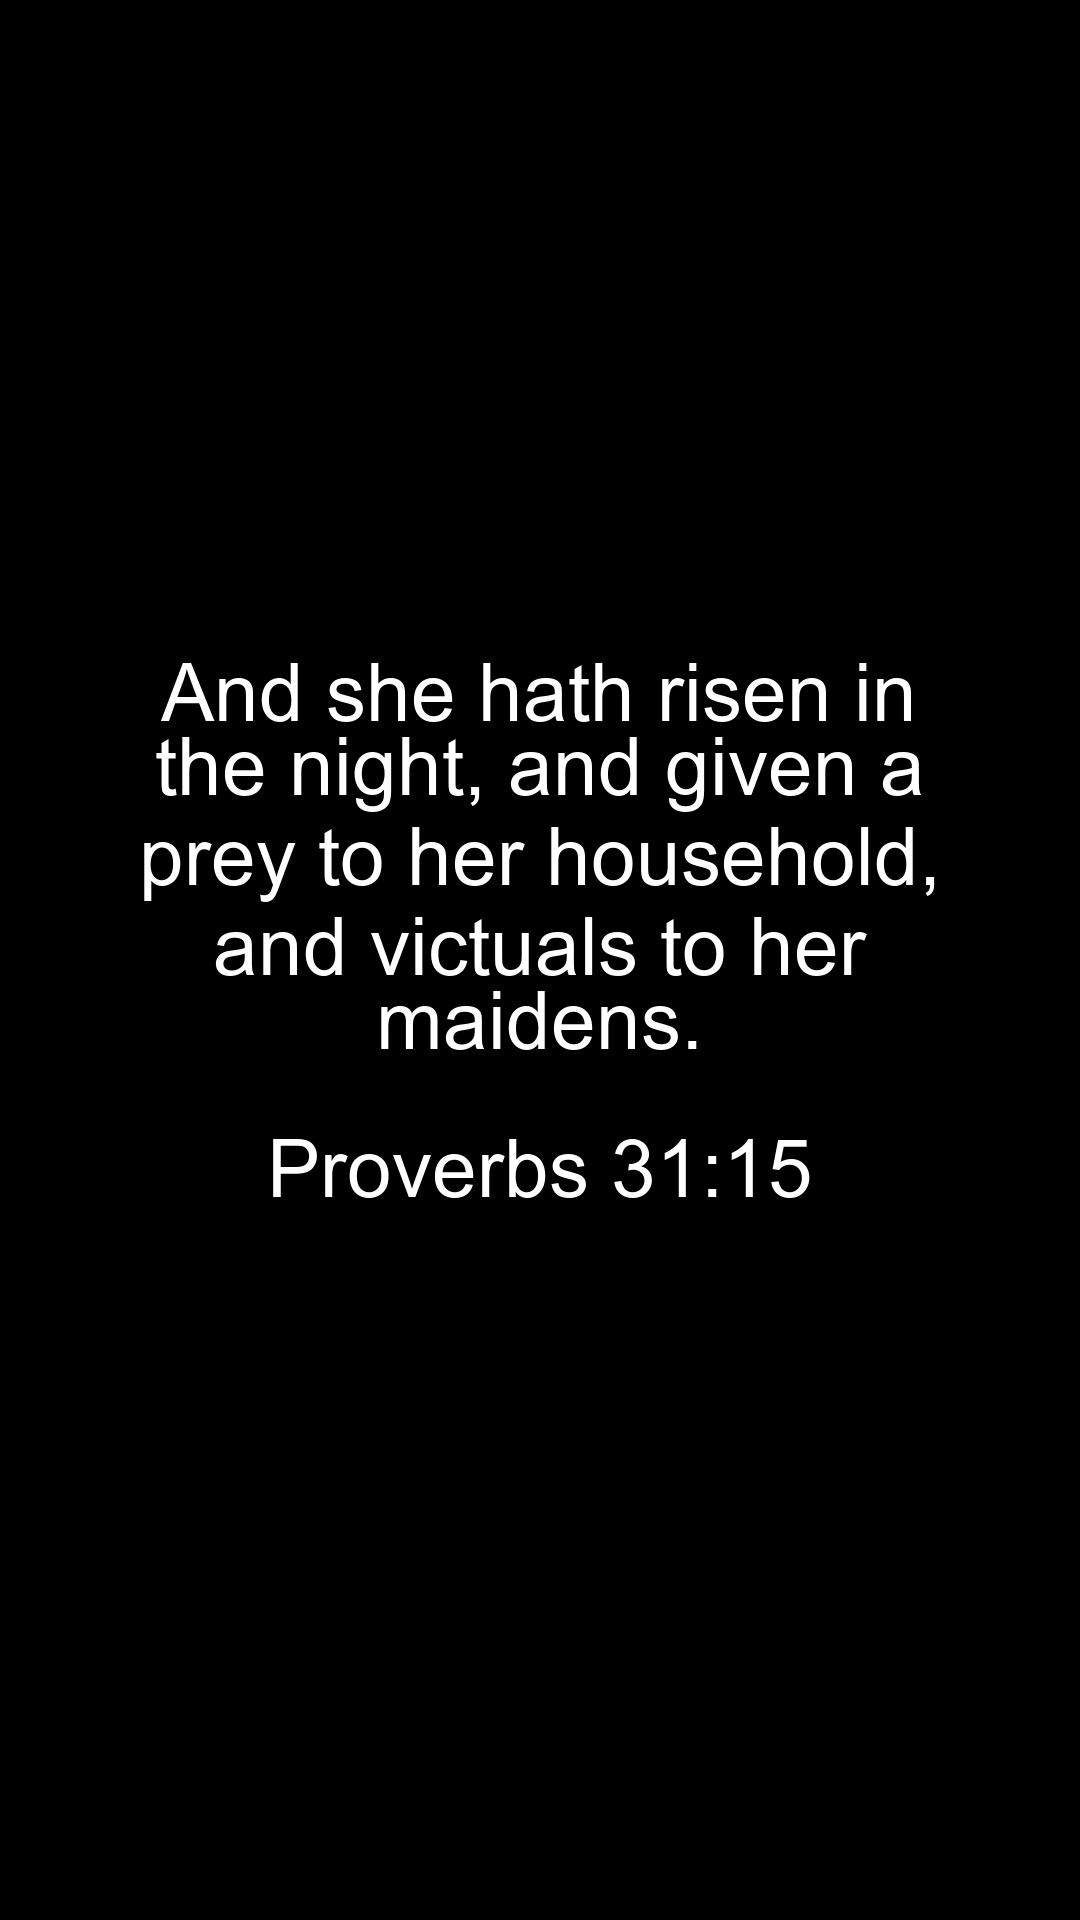 And she hath risen in
the night, and given a
prey to her household,
and victuals to her
maidens.
Proverbs 31:15